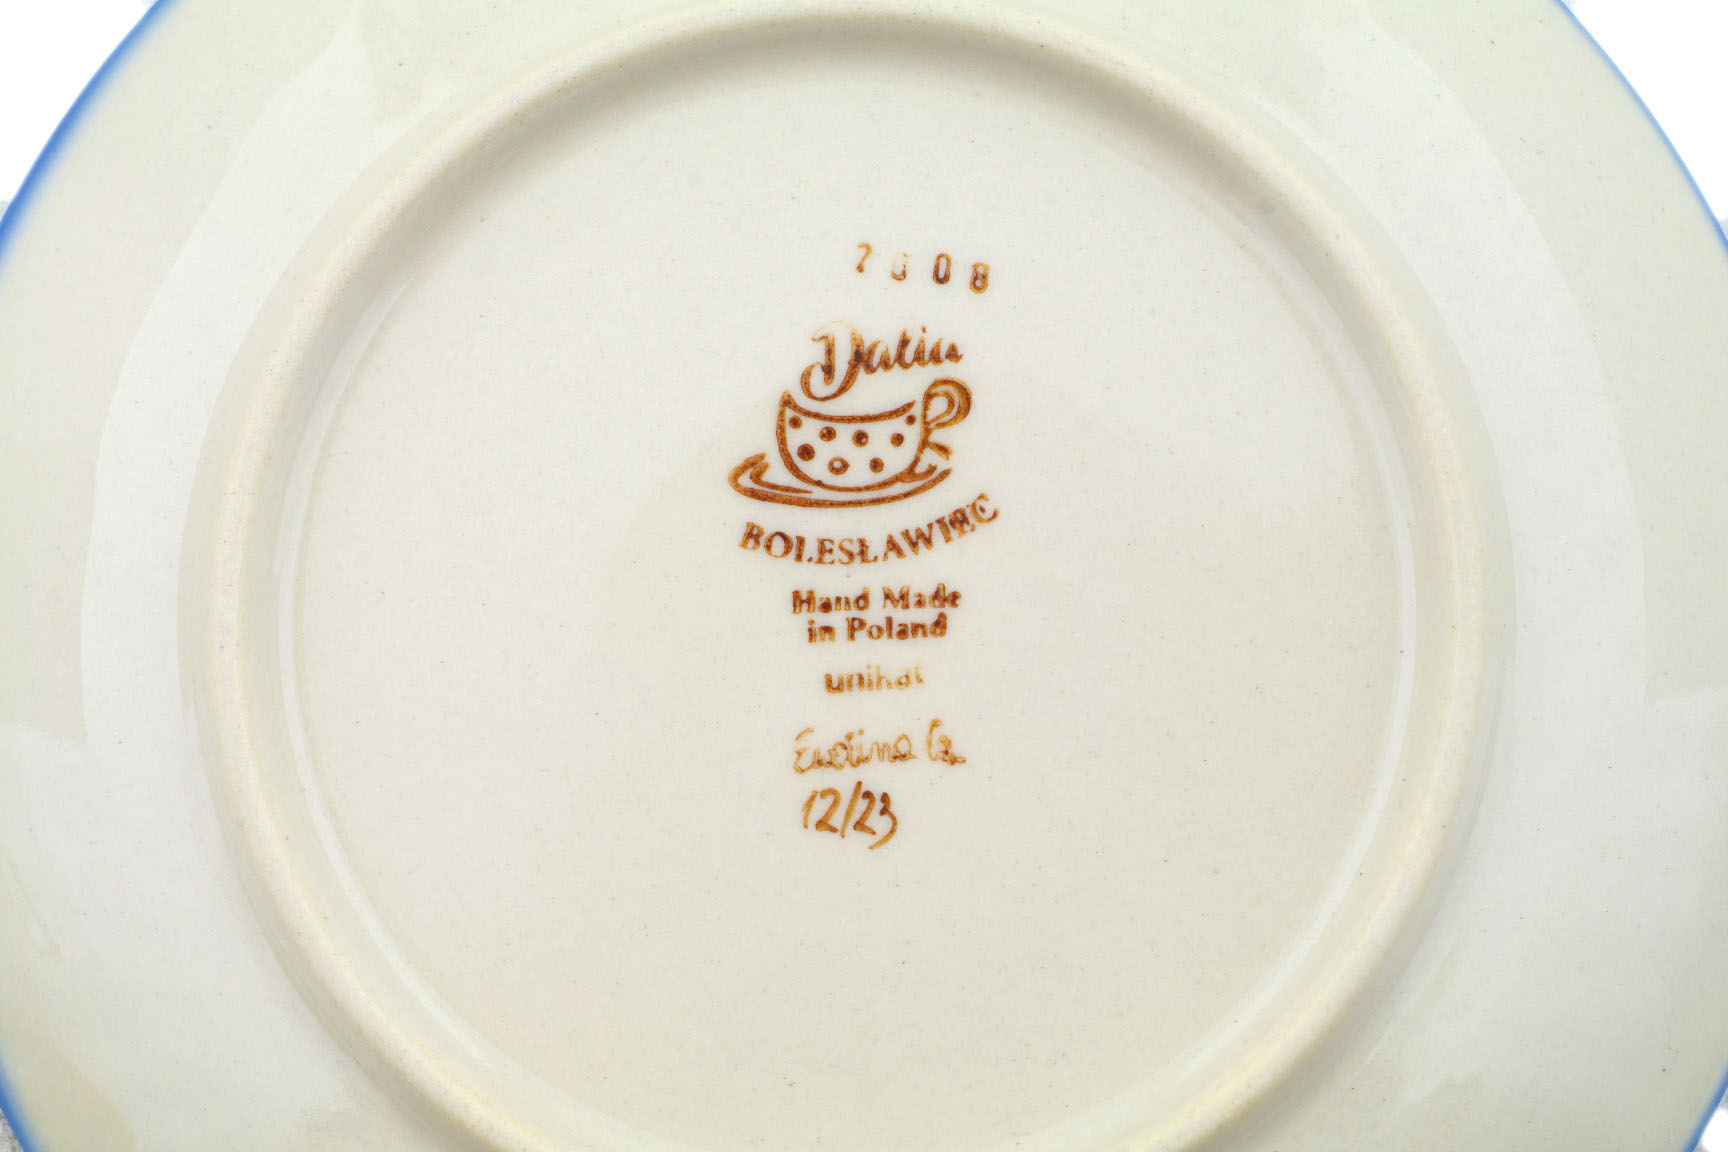 Dalia
BOLESŁAWIEC
Hand Made
in Poland
unikat
12/23